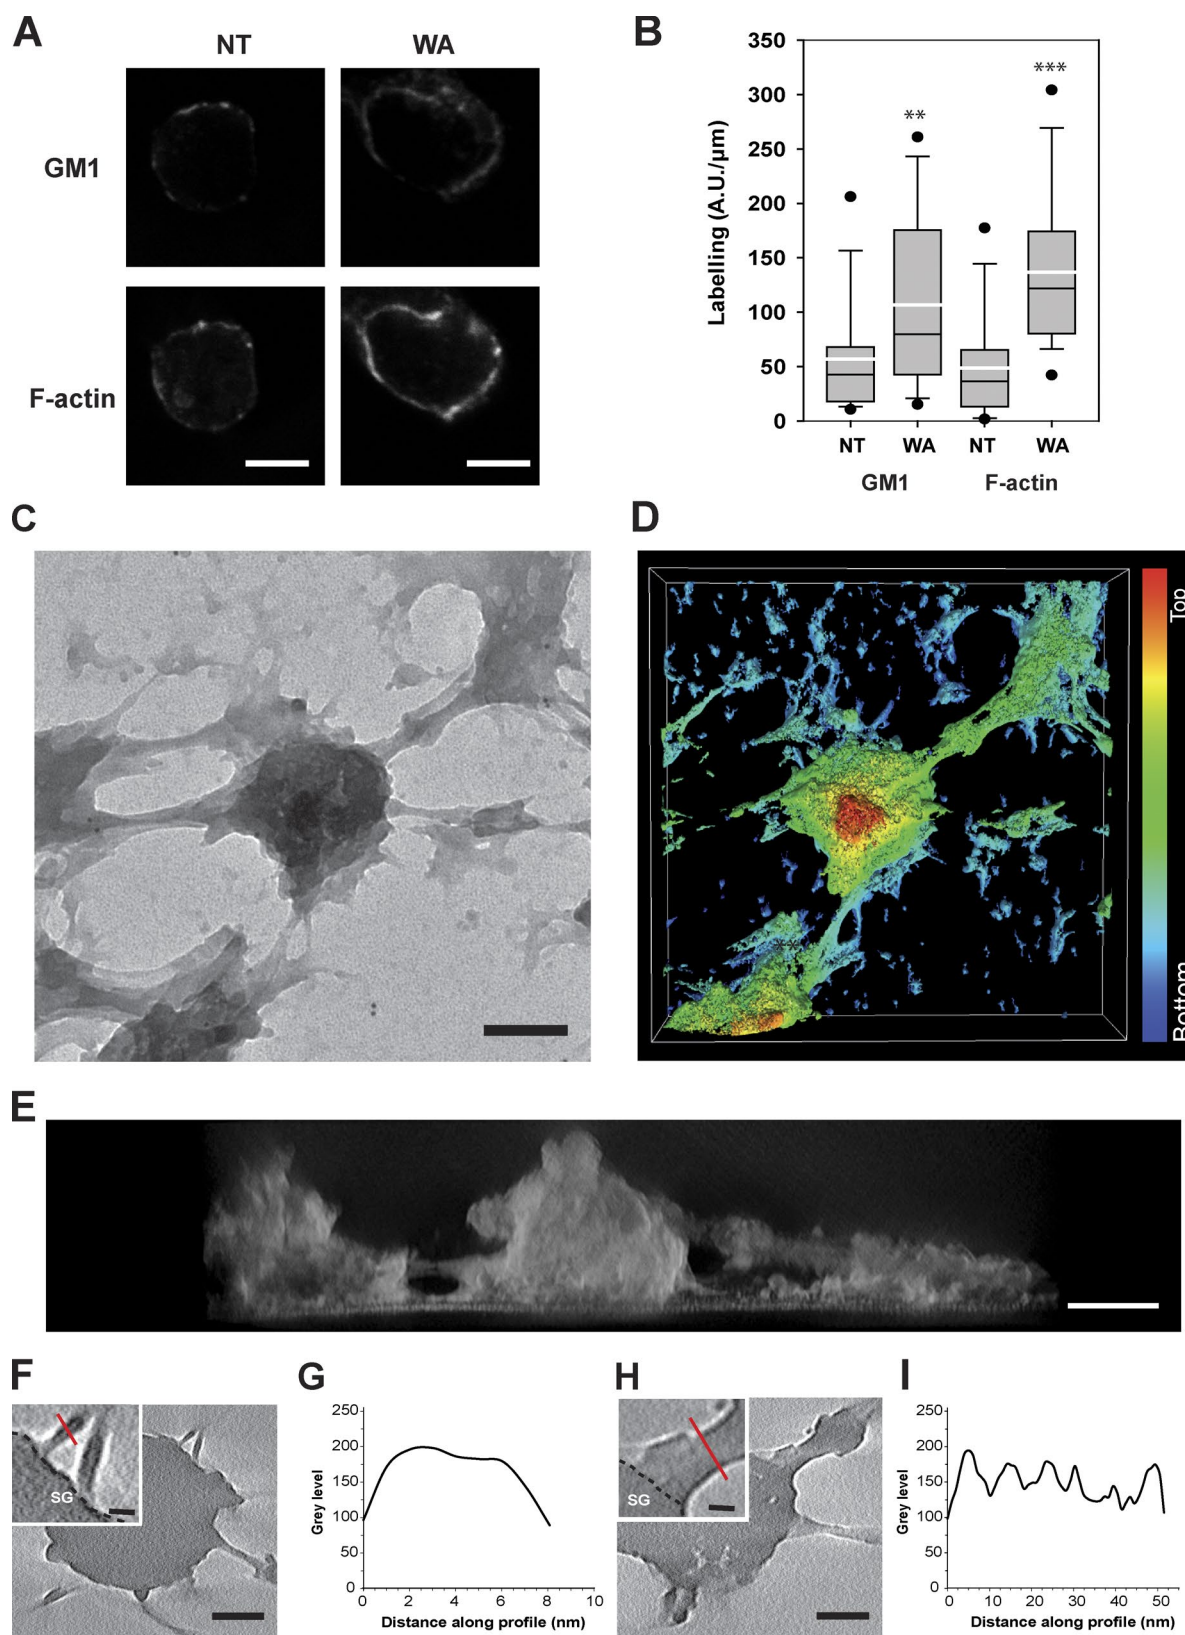 A
NT
WA
GM1
F-actin
B
350
300
250
200
150
100
50
0
Labelling (A.U./µm)
**
***
NT
WA
NT
WA
GM1
F-actin
C
D
**
Top
Bottom
E
F
SG
G
250
200
150
100
50
0
Grey level
0 2 4 6 8 10
Distance along profile (nm)
H
SG
I
250
200
150
100
50
0
Grey level
0 10 20 30 40 50
Distance along profile (nm)